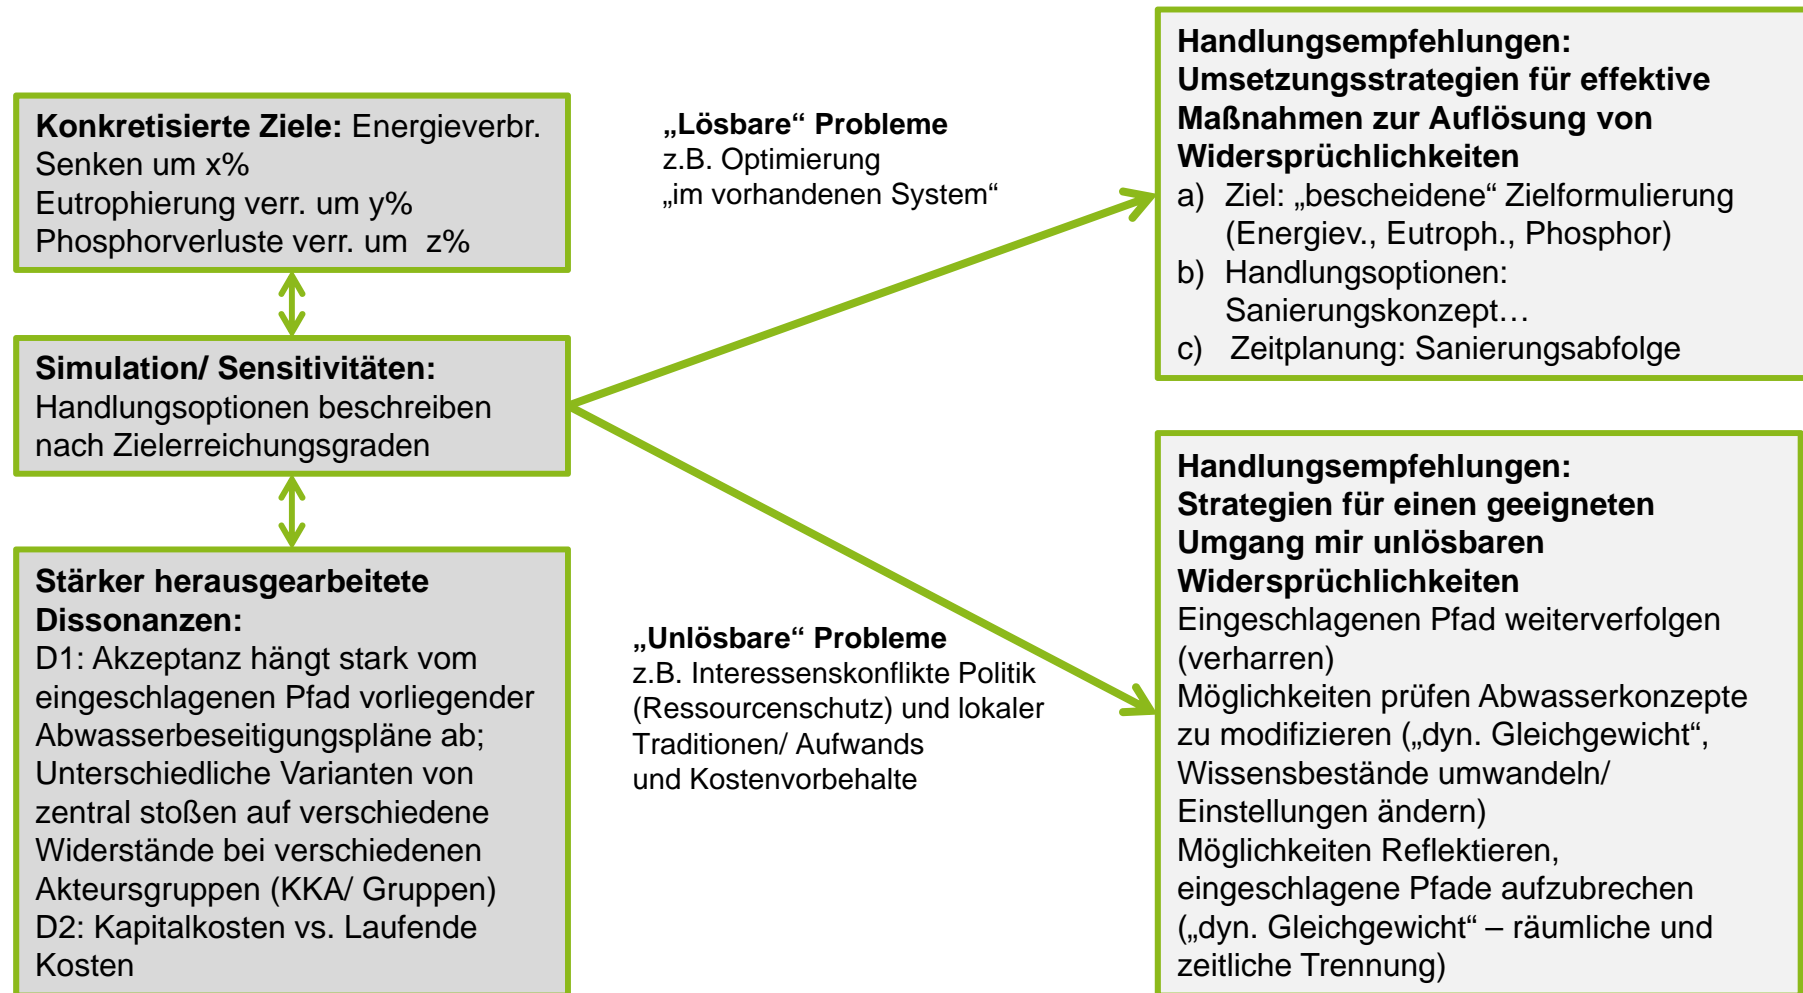 Konkretisierte Ziele: Energieverbr.
Senken um x%
Eutrophierung verr. um y%
Phosphorverluste verr. um  z%
Simulation/ Sensitivitäten:
Handlungsoptionen beschreiben
nach Zielerreichungsgraden
Stärker herausgearbeitete
Dissonanzen:
D1: Akzeptanz hängt stark vom
eingeschlagenen Pfad vorliegender
Abwasserbeseitigungspläne ab;
Unterschiedliche Varianten von
zentral stoßen auf verschiedene
Widerstände bei verschiedenen
Akteursgruppen (KKA/ Gruppen)
D2: Kapitalkosten vs. Laufende
Kosten
„Lösbare“ Probleme
z.B. Optimierung
„im vorhandenen System“
„Unlösbare“ Probleme
z.B. Interessenskonflikte Politik
(Ressourcenschutz) und lokaler
Traditionen/ Aufwands
und Kostenvorbehalte
Handlungsempfehlungen:
Umsetzungsstrategien für effektive
Maßnahmen zur Auflösung von
Widersprüchlichkeiten
a) Ziel: „bescheidene“ Zielformulierung
(Energiev., Eutroph., Phosphor)
b) Handlungsoptionen:
Sanierungskonzept…
c) Zeitplanung: Sanierungsabfolge
Handlungsempfehlungen:
Strategien für einen geeigneten
Umgang mir unlösbaren
Widersprüchlichkeiten
Eingeschlagenen Pfad weiterverfolgen
(verharren)
Möglichkeiten prüfen Abwasserkonzepte
zu modifizieren („dyn. Gleichgewicht“,
Wissensbestände umwandeln/
Einstellungen ändern)
Möglichkeiten Reflektieren,
eingeschlagene Pfade aufzubrechen
(„dyn. Gleichgewicht“ – räumliche und
zeitliche Trennung)